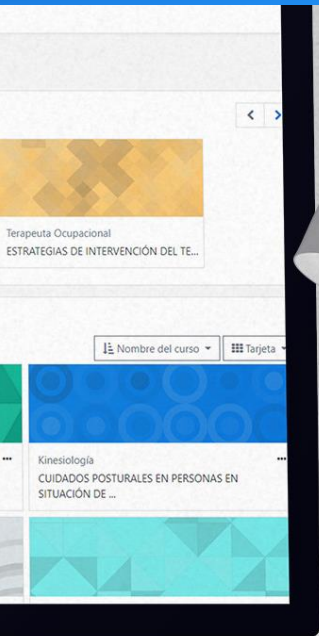 Terapeuta Ocupacional
ESTRATEGIAS DE INTERVENCIÓN DEL TE...
Nombre del curso
Tarjeta
Kinesiología
CUIDADOS POSTURALES EN PERSONAS EN
SITUACIÓN DE ...